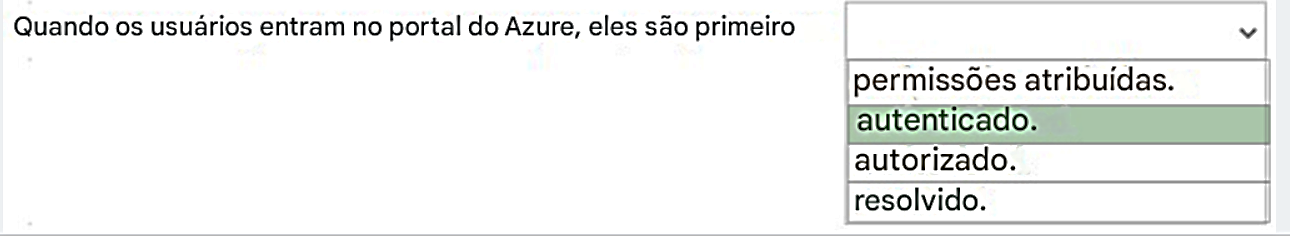 Quando os usuários entram no portal do Azure, eles são primeiro
permissões atribuídas.
autenticado.
autorizado.
resolvido.